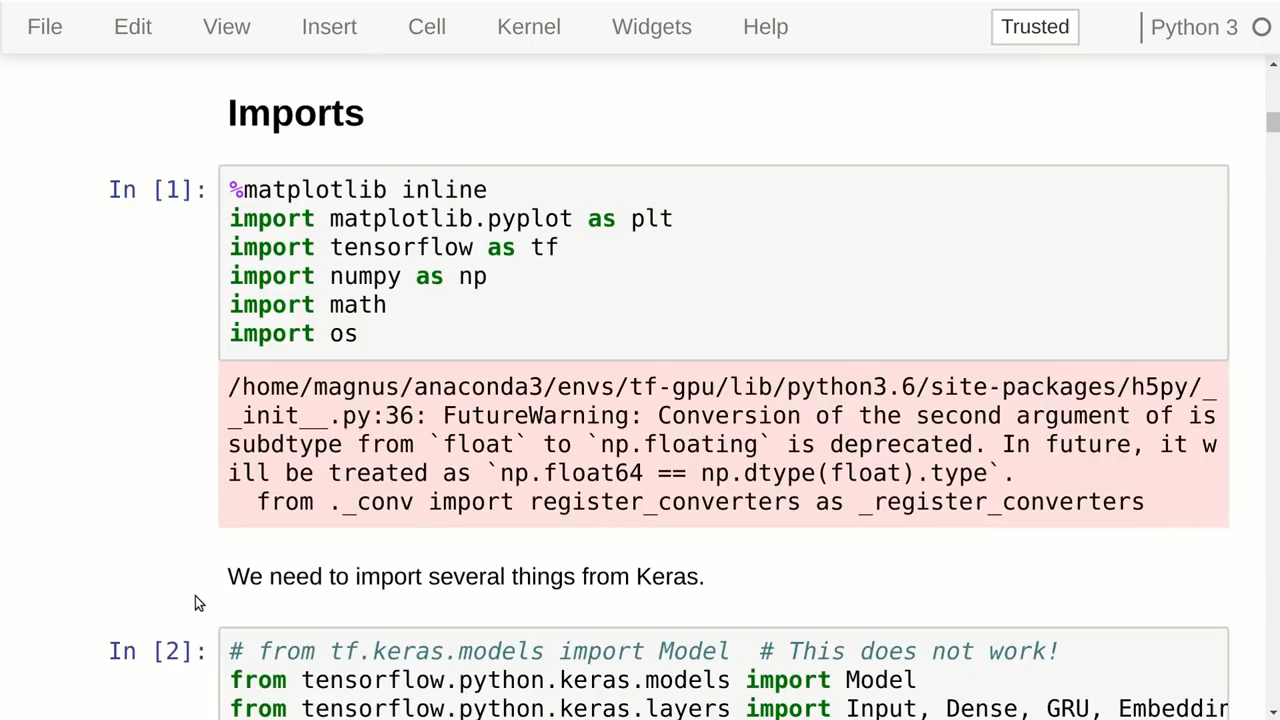 File Edit View Insert Cell Kernel Widgets Help Trusted Python 3
Imports
In [1]: %matplotlib inline
import matplotlib.pyplot as plt
import tensorflow as tf
import numpy as np
import math
import os
/home/magnus/anaconda3/envs/tf-gpu/lib/python3.6/site-packages/h5py/_
_init__.py:36: FutureWarning: Conversion of the second argument of is
subdtype from `float` to `np.floating` is deprecated. In future, it w
ill be treated as `np.float64 == np.dtype(float).type`.
  from ._conv import register_converters as _register_converters
We need to import several things from Keras.
In [2]: # from tf.keras.models import Model  # This does not work!
from tensorflow.python.keras.models import Model
from tensorflow.python.keras.layers import Input, Dense, GRU, Embeddin